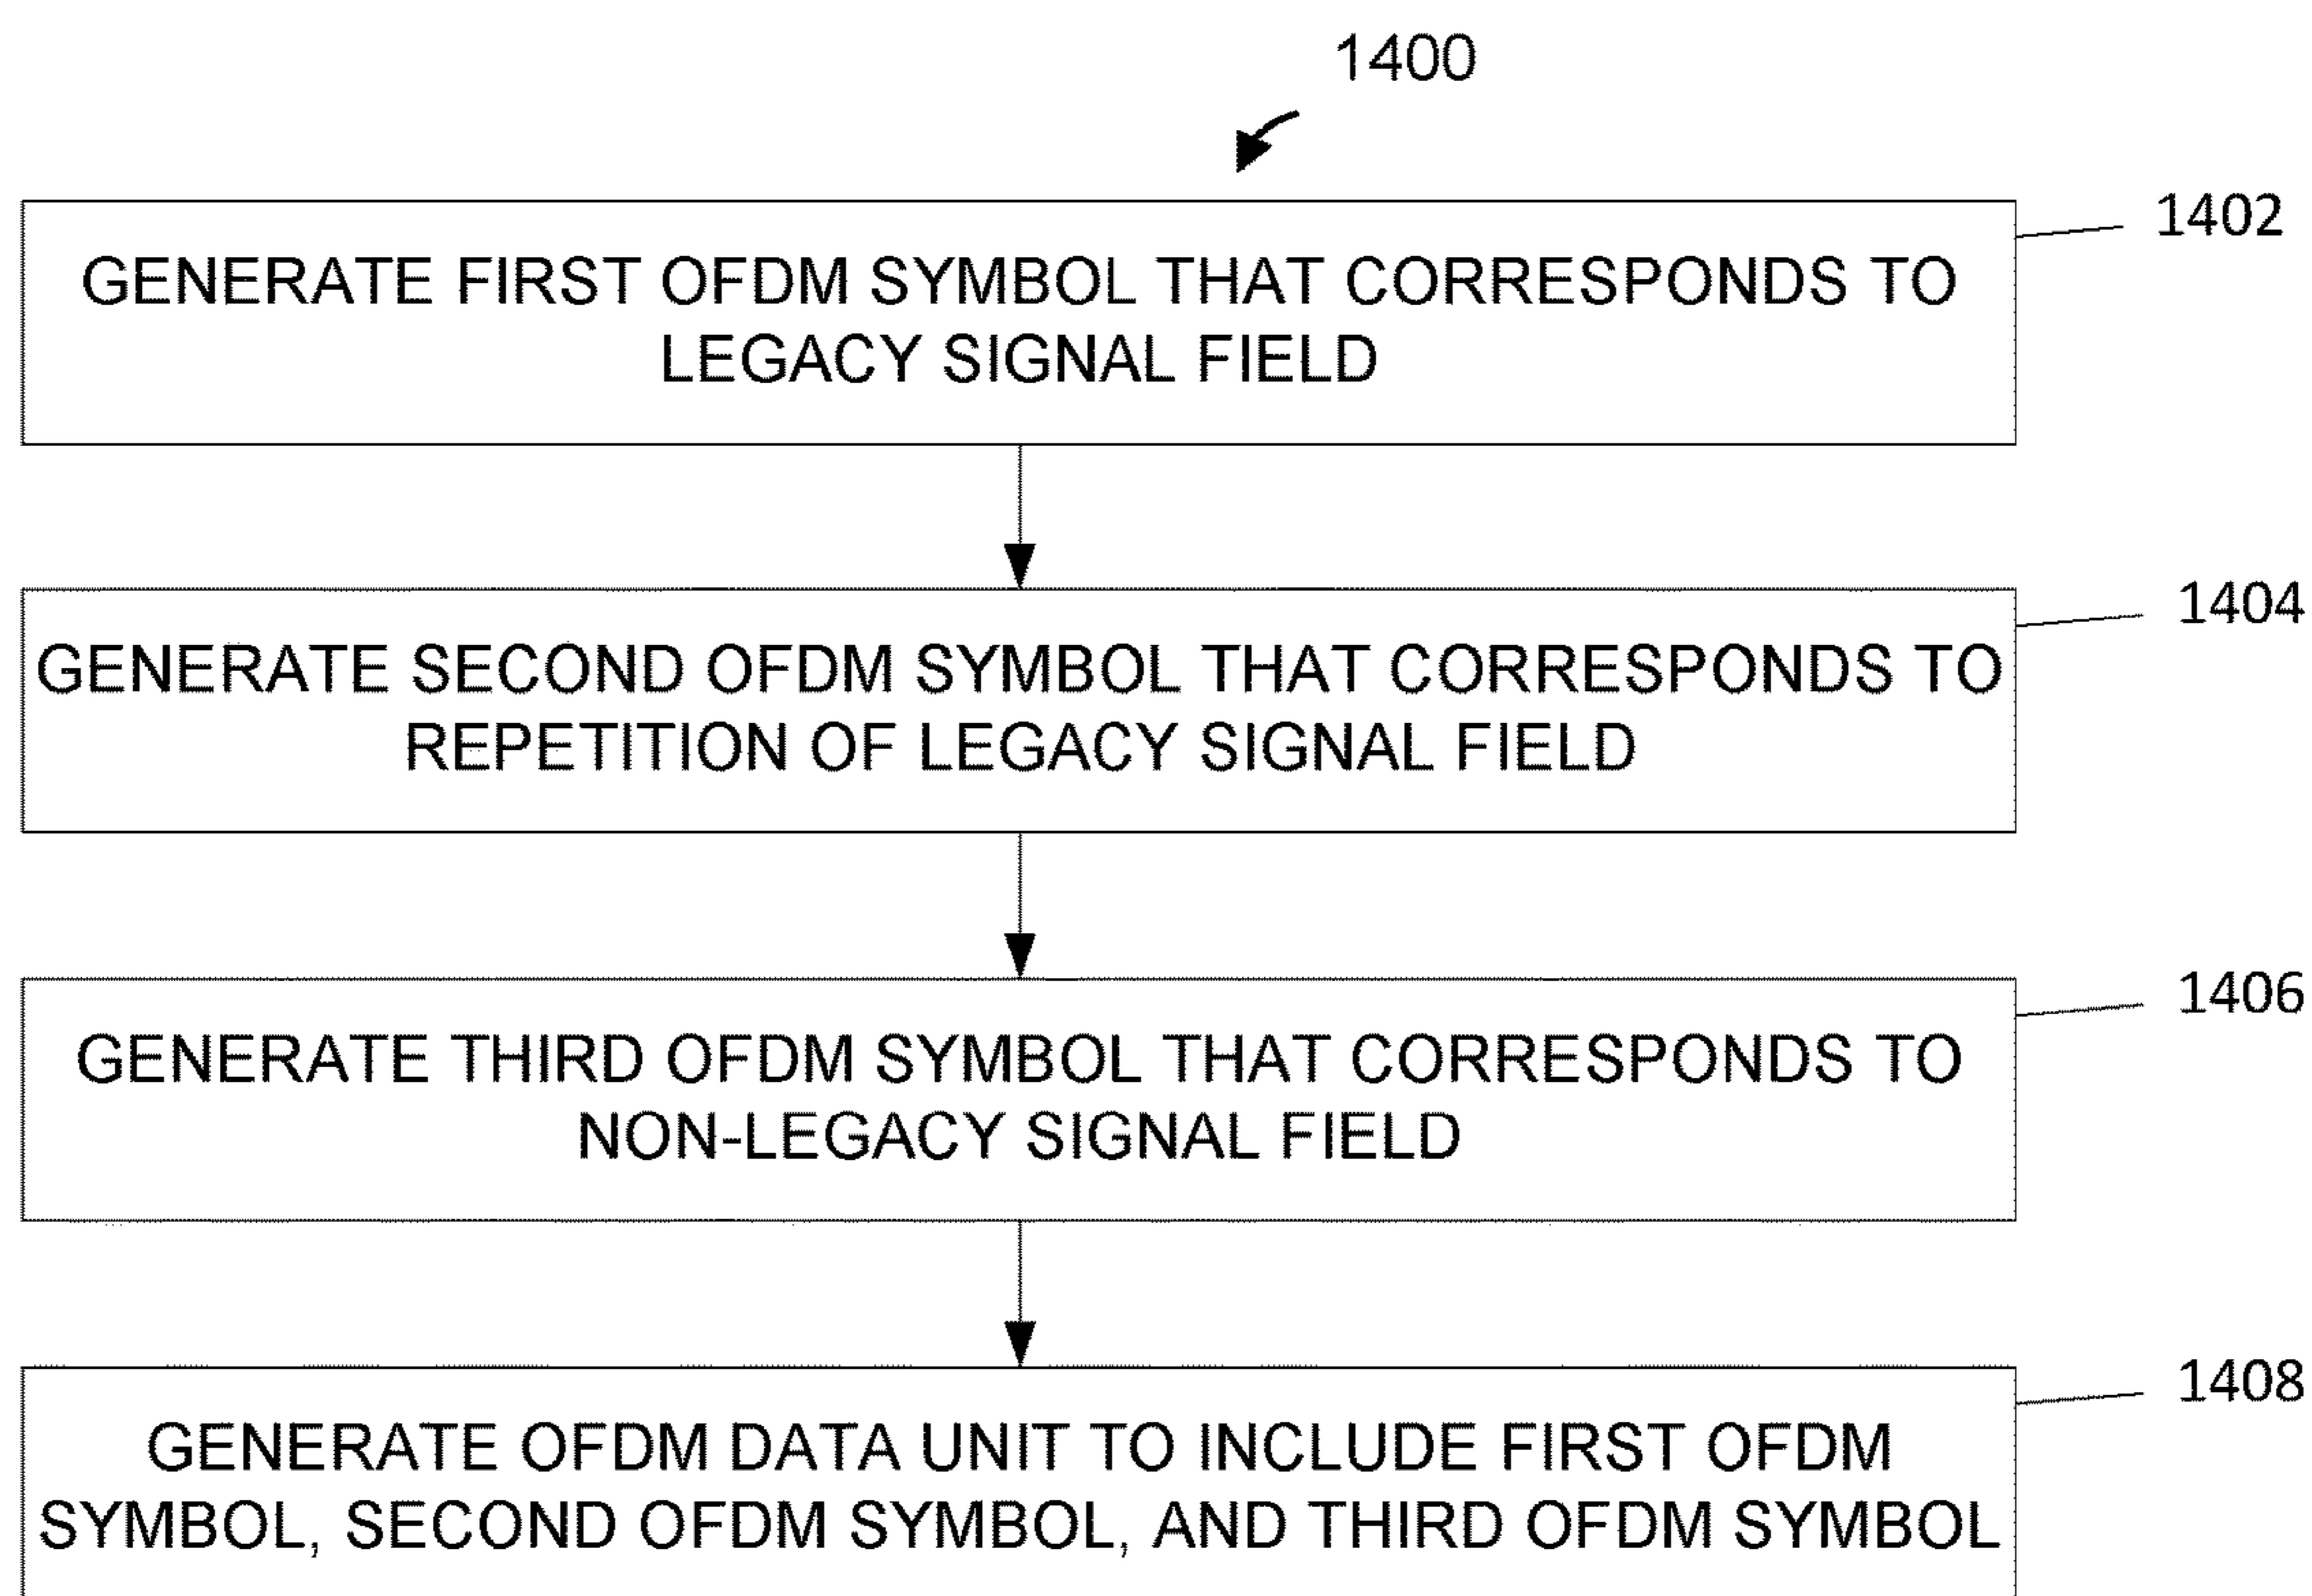 1400
1402
GENERATE FIRST OFDM SYMBOL THAT CORRESPONDS TO
LEGACY SIGNAL FIELD
1404
GENERATE SECOND OFDM SYMBOL THAT CORRESPONDS TO
REPETITION OF LEGACY SIGNAL FIELD
1406
GENERATE THIRD OFDM SYMBOL THAT CORRESPONDS TO
NON-LEGACY SIGNAL FIELD
1408
GENERATE OFDM DATA UNIT TO INCLUDE FIRST OFDM
SYMBOL, SECOND OFDM SYMBOL, AND THIRD OFDM SYMBOL